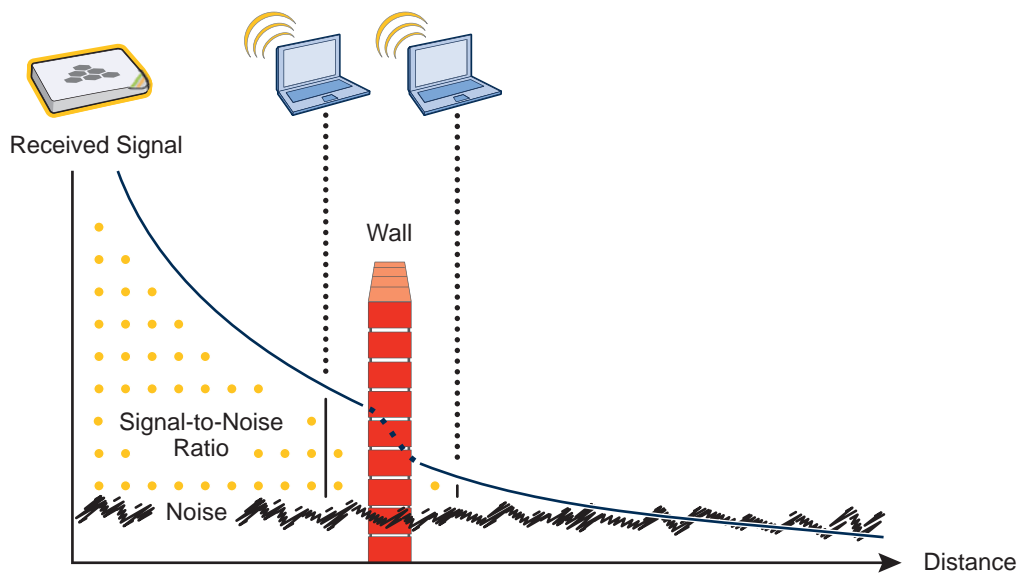 Received Signal
Wall
Signal-to-Noise
Ratio
Noise
Distance